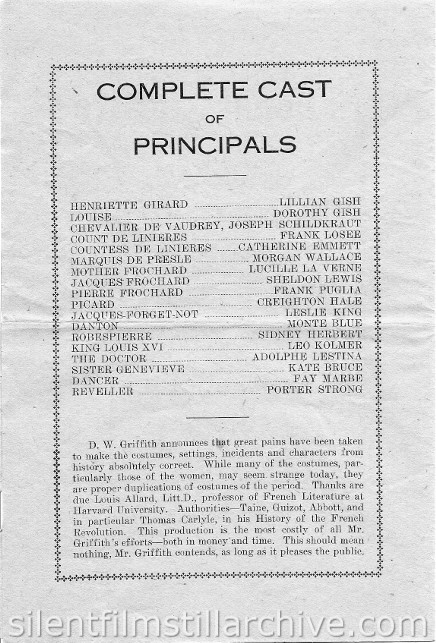 COMPLETE CAST
OF
PRINCIPALS
HENRIETTE GIRARD LILLIAN GISH
LOUISE DOROTHY GISH
CHEVALIER DE VAUDREY, JOSEPH SCHILDKRAUT
COUNT DE LINIERES FRANK LOSEE
COUNTESS DE LINIERES CATHERINE EMMETT
MARQUIS DE PRESLE MORGAN WALLACE
MOTHER FROCHARD LUCILLE LA VERNE
JACQUES FROCHARD SHELDON LEWIS
PIERRE FROCHARD FRANK PUGLIA
PICARD CREIGHTON HALE
JACQUES-FORGET-NOT LESLIE KING
DANTON MONTE BLUE
ROBESPIERRE SIDNEY HERBERT
KING LOUIS XVI LEO KOLMER
THE DOCTOR ADOLPHE LESTINA
SISTER GENEVIEVE KATE BRUCE
DANCER FAY MARBE
REVELLER PORTER STRONG
D. W. Griffith announces that great pains have been taken
to make the costumes, settings, incidents and characters from
history absolutely correct. While many of the costumes, par-
ticularly those of the women, may seem strange today, they
are proper duplications of costumes of the period. Thanks are
due Louis Allard, Litt.D., professor of French Literature at
Harvard University. Authorities—Taine, Guizot, Abbott, and
in particular Thomas Carlyle, in his History of the French
Revolution. This production is the most costly of all Mr.
Griffith's efforts—both in money and time. This should mean
nothing, Mr. Griffith contends, as long as it pleases the public.
silentfilmstillarchive.com